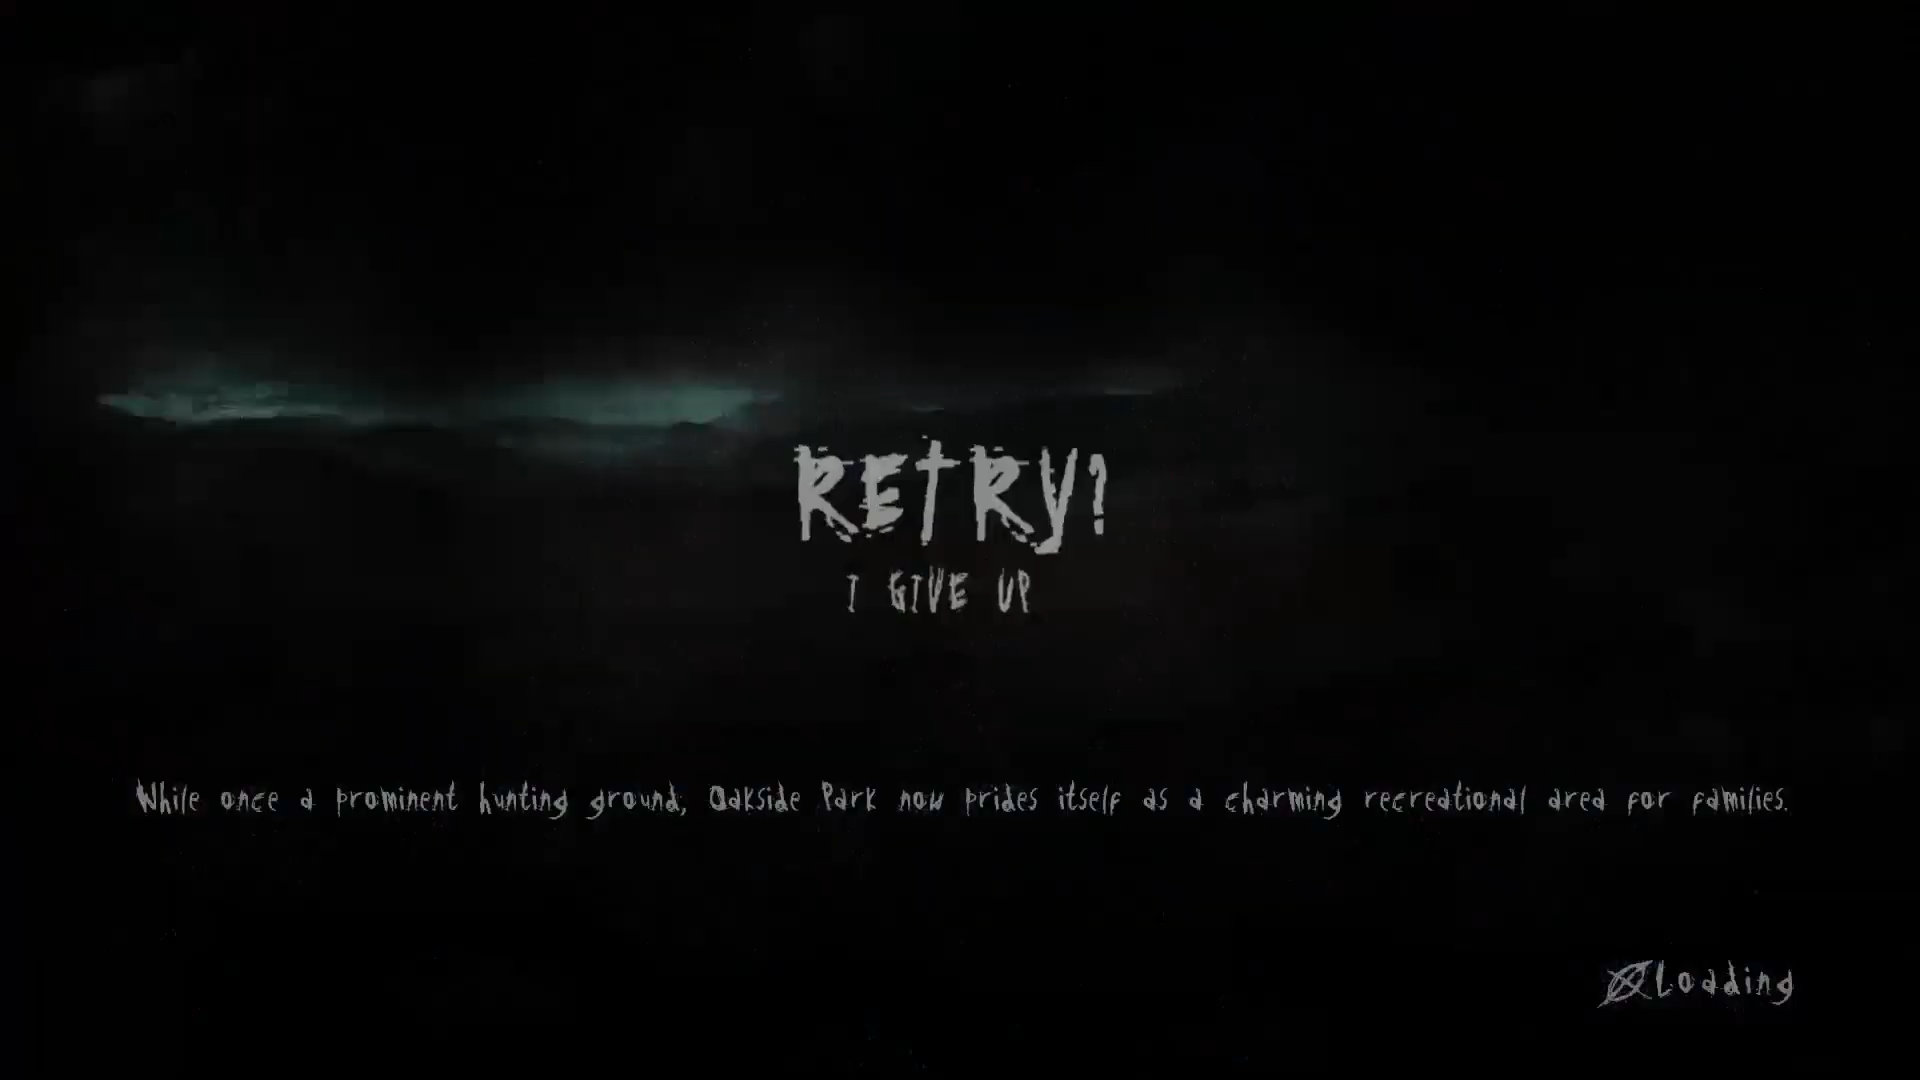 RETRY?
I GIVE UP
While once a prominent hunting ground, Oakside Park now prides itself as a charming recreational area for families.
Loading